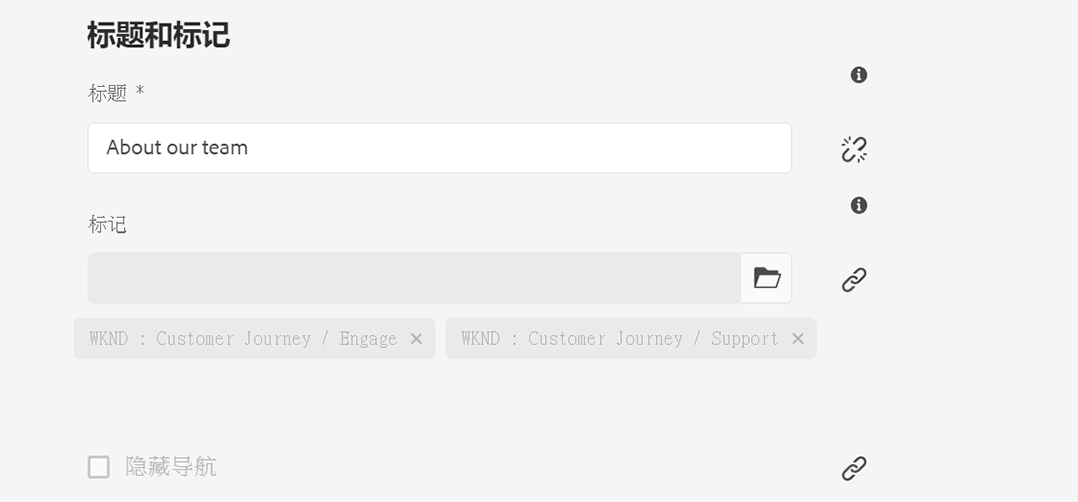 标题和标记
标题 *
About our team
标记
WKND : Customer Journey / Engage
WKND : Customer Journey / Support
隐藏导航